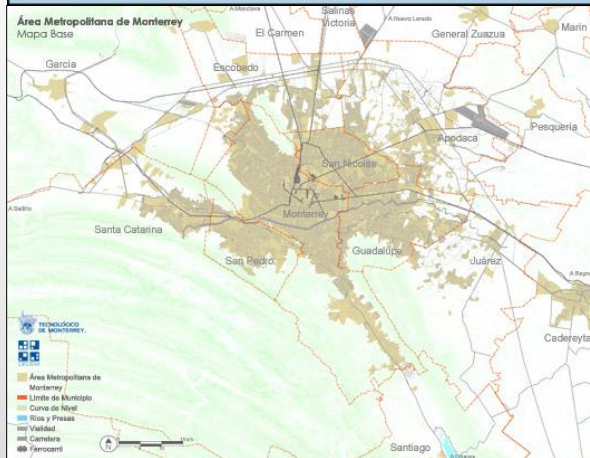 Área Metropolitana de Monterrey
Mapa Base
A Monclova
Salinas
Victoria
A Nuevo Laredo
El Carmen
General Zuazua
Marín
García
Escobedo
Apodaca
Pesquería
San Nicolás
A Saltillo
Monterrey
Santa Catarina
San Pedro
Guadalupe
Juárez
Cadereyta
TECNOLÓGICO
DE MONTERREY.
Área Metropolitana de
Monterrey
Límite de Municipio
Curva de Nivel
Ríos y Presas
Vialidad
Carretera
Ferrocarril
N
Santiago